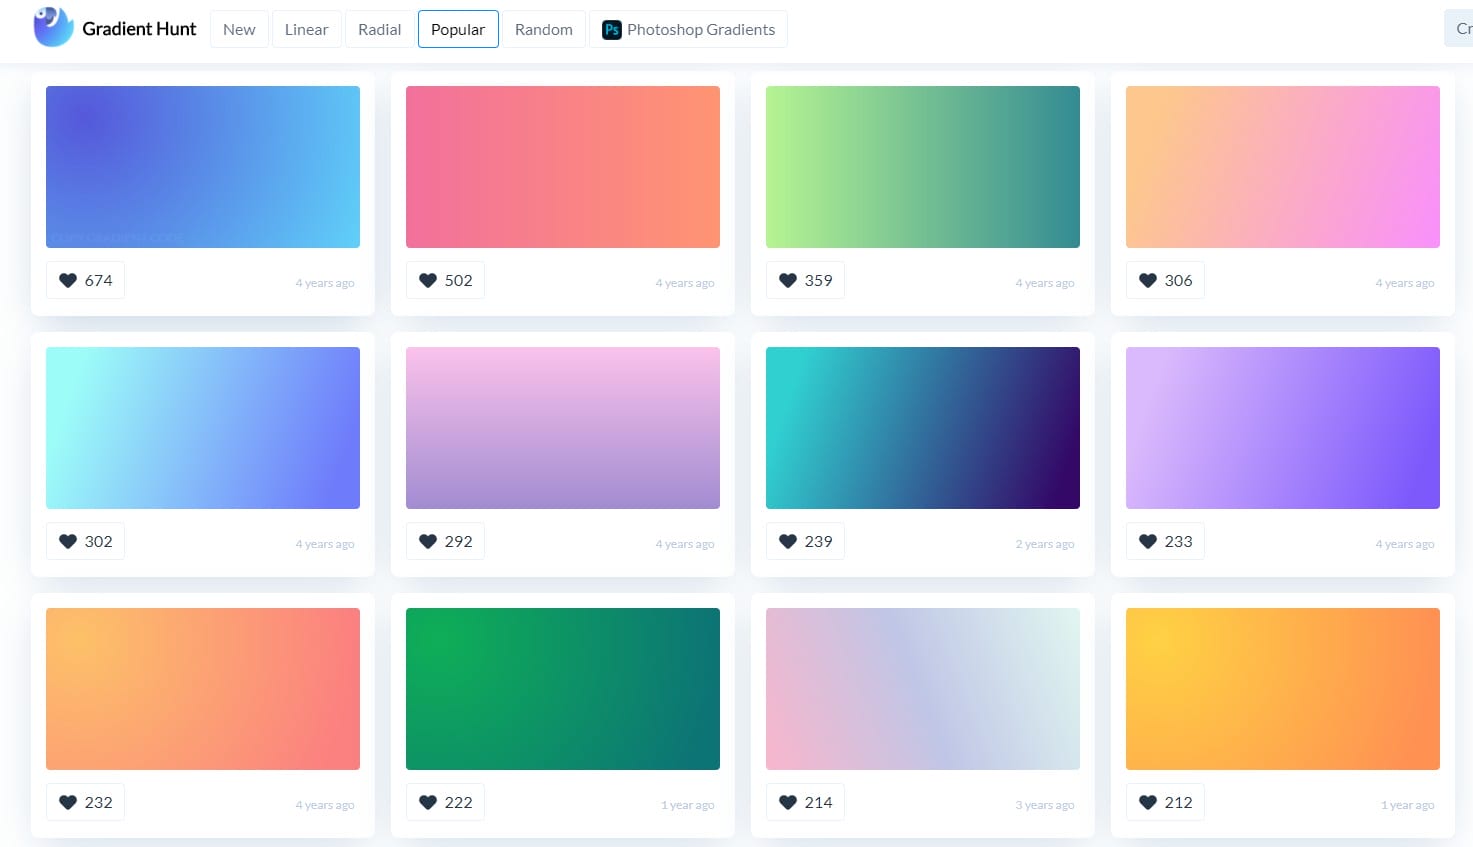 Gradient Hunt New Linear Radial Popular Random Ps Photoshop Gradients Cr
COPY GRADIENT CODE
674 4 years ago 502 4 years ago 359 4 years ago 306 4 years ago
302 4 years ago 292 4 years ago 239 2 years ago 233 4 years ago
232 4 years ago 222 1 year ago 214 3 years ago 212 1 year ago